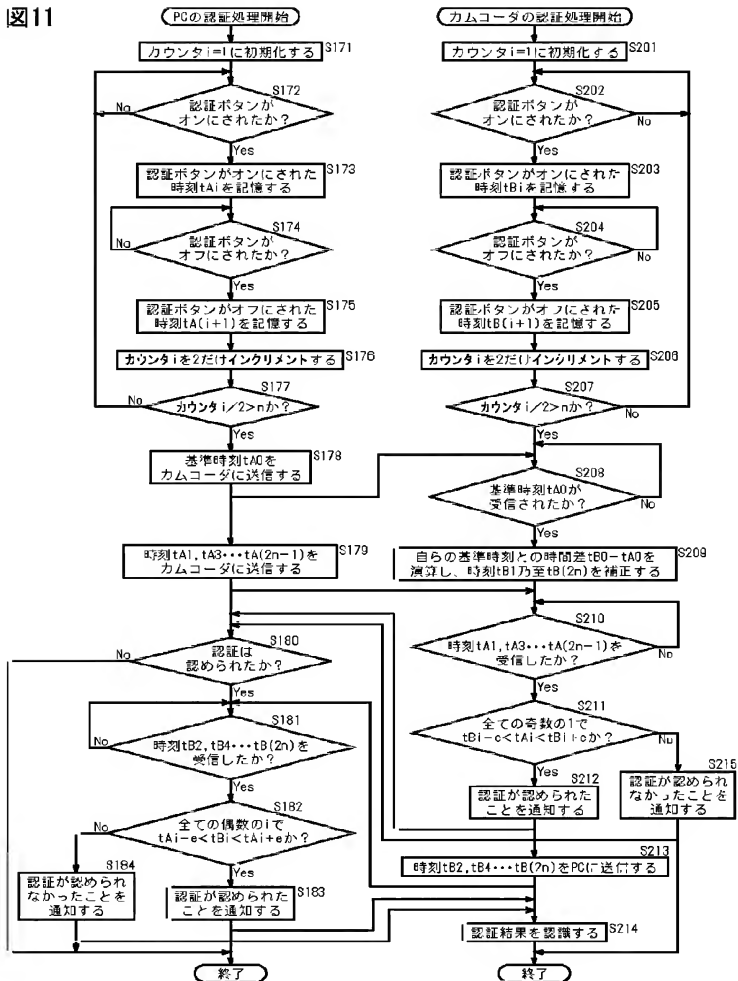 図11
PCの認証処理開始
カウンタi=1に初期化する
S171
S172
認証ボタンが
オンにされたか？
No
Yes
認証ボタンがオンにされた
時刻tAiを記憶する
S173
S174
認証ボタンが
オフにされたか？
No
Yes
認証ボタンがオフにされた
時刻tA(i+1)を記憶する
S175
カウンタiを2だけインクリメントする
S176
S177
カウンタi/2>nか？
No
Yes
基準時刻tA0を
カムコーダに送信する
S178
時刻tA1,tA3・・・tA(2n-1)を
カムコーダに送信する
S179
S180
認証は
認められたか？
No
Yes
S181
時刻tB2,tB4・・・tB(2n)を
受信したか？
No
Yes
S182
全ての偶数のiで
tAi-e<tBi<tAi+eか？
No
Yes
S184
認証が認められ
なかったことを
通知する
認証が認められた
ことを通知する
S183
終了
カムコーダの認証処理開始
カウンタi=1に初期化する
S201
S202
認証ボタンが
オンにされたか？
No
Yes
認証ボタンがオンにされた
時刻tBiを記憶する
S203
S204
認証ボタンが
オフにされたか？
No
Yes
認証ボタンがオフにされた
時刻tB(i+1)を記憶する
S205
カウンタiを2だけインクリメントする
S206
S207
カウンタi/2>nか？
No
Yes
S208
基準時刻tA0が
受信されたか？
No
Yes
自らの基準時刻との時間差tB0-tA0を
演算し、時刻tB1乃至tB(2n)を補正する
S209
S210
時刻tA1,tA3・・・tA(2n-1)を
受信したか？
No
Yes
S211
全ての奇数のiで
tBi-e<tAi<tBi+eか？
No
Yes
S212
認証が認められた
ことを通知する
S215
認証が認められ
なかったことを
通知する
S213
時刻tB2,tB4・・・tB(2n)をPCに送信する
認証結果を認識する
S214
終了